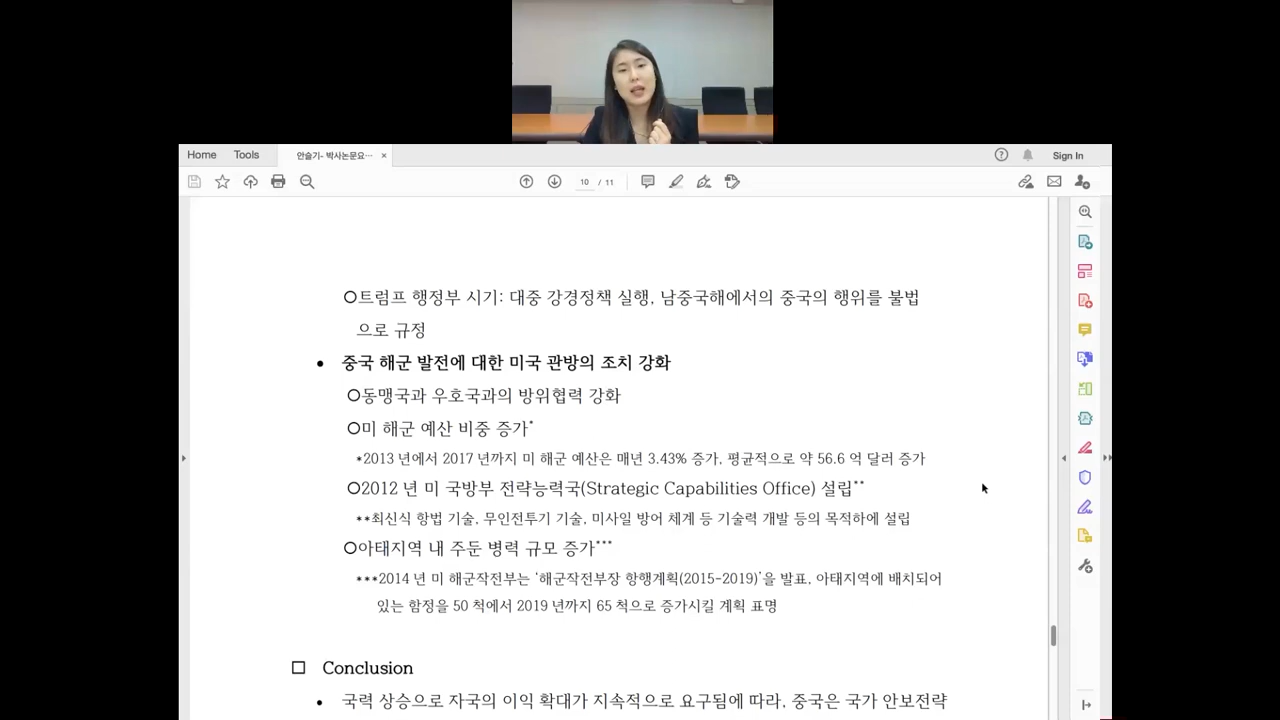 Home Tools 안슬기- 박사논문요··· ×
Sign In
10 / 11
○트럼프 행정부 시기: 대중 강경정책 실행, 남중국해에서의 중국의 행위를 불법
으로 규정
• 중국 해군 발전에 대한 미국 관방의 조치 강화
○동맹국과 우호국과의 방위협력 강화
○미 해군 예산 비중 증가*
*2013 년에서 2017 년까지 미 해군 예산은 매년 3.43% 증가, 평균적으로 약 56.6 억 달러 증가
○2012 년 미 국방부 전략능력국(Strategic Capabilities Office) 설립**
**최신식 항법 기술, 무인전투기 기술, 미사일 방어 체계 등 기술력 개발 등의 목적하에 설립
○아태지역 내 주둔 병력 규모 증가***
***2014 년 미 해군작전부는 '해군작전부장 항행계획(2015-2019)'을 발표, 아태지역에 배치되어
있는 함정을 50 척에서 2019 년까지 65 척으로 증가시킬 계획 표명
□ Conclusion
• 국력 상승으로 자국의 이익 확대가 지속적으로 요구됨에 따라, 중국은 국가 안보전략